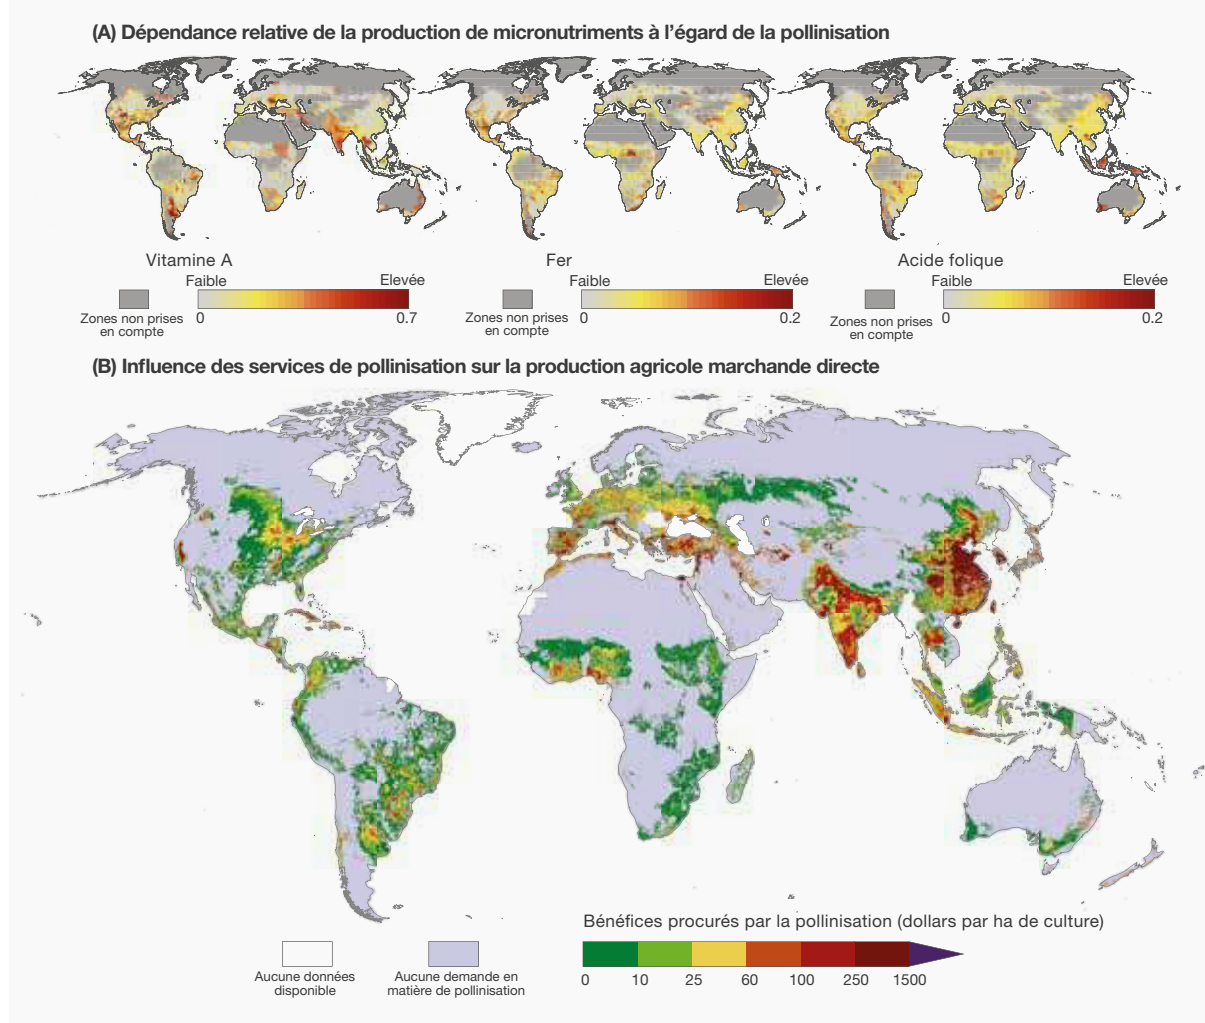 (A) Dépendance relative de la production de micronutriments à l’égard de la pollinisation
Vitamine A
Faible
Elevée
Zones non prises
en compte
0
0.7
Fer
Faible
Elevée
Zones non prises
en compte
0
0.2
Acide folique
Faible
Elevée
Zones non prises
en compte
0
0.2
(B) Influence des services de pollinisation sur la production agricole marchande directe
Bénéfices procurés par la pollinisation (dollars par ha de culture)
Aucune données
disponible
Aucune demande en
matière de pollinisation
0 10 25 60 100 250 1500